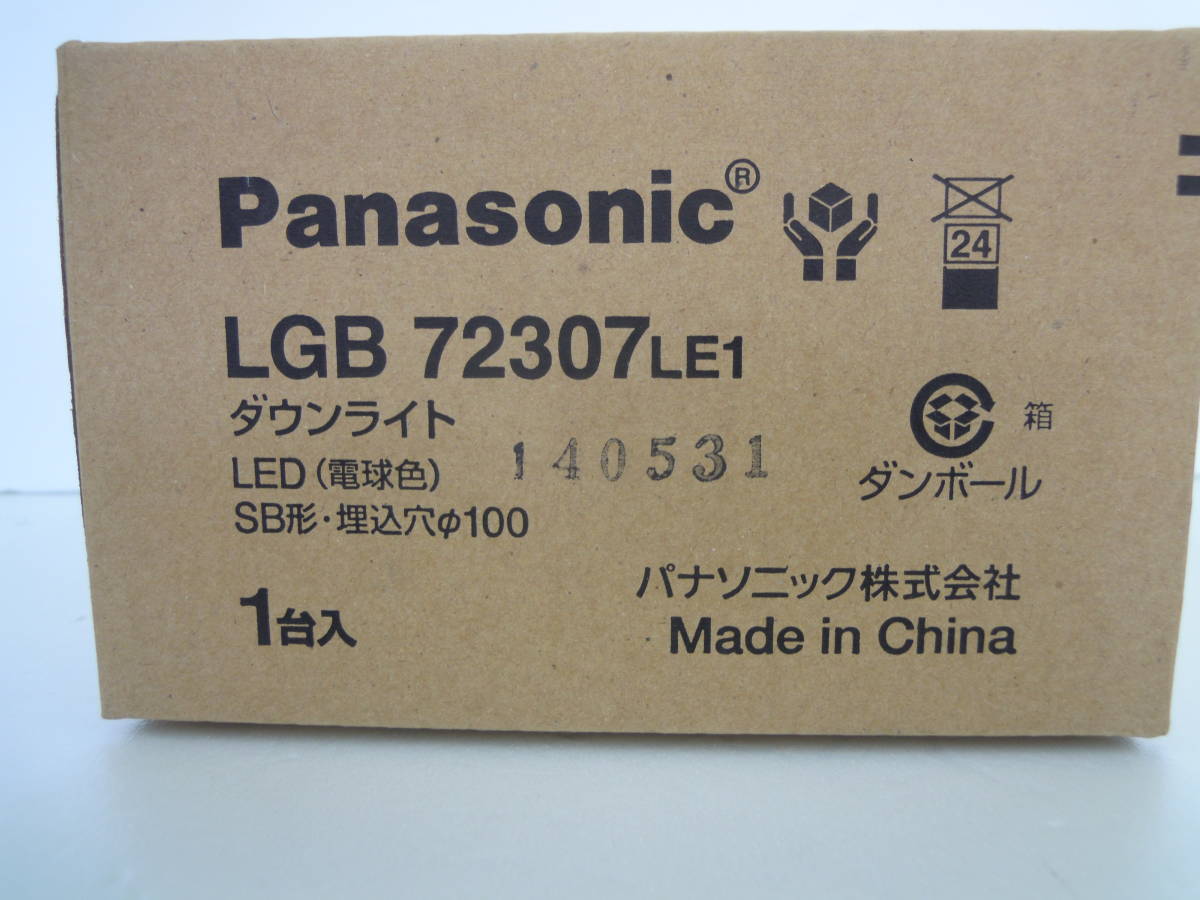 Panasonic®
24
LGB 72307LE1
ダウンライト
LED(電球色)
140531
SB形・埋込穴φ100
箱
ダンボール
1台入
パナソニック株式会社
Made in China